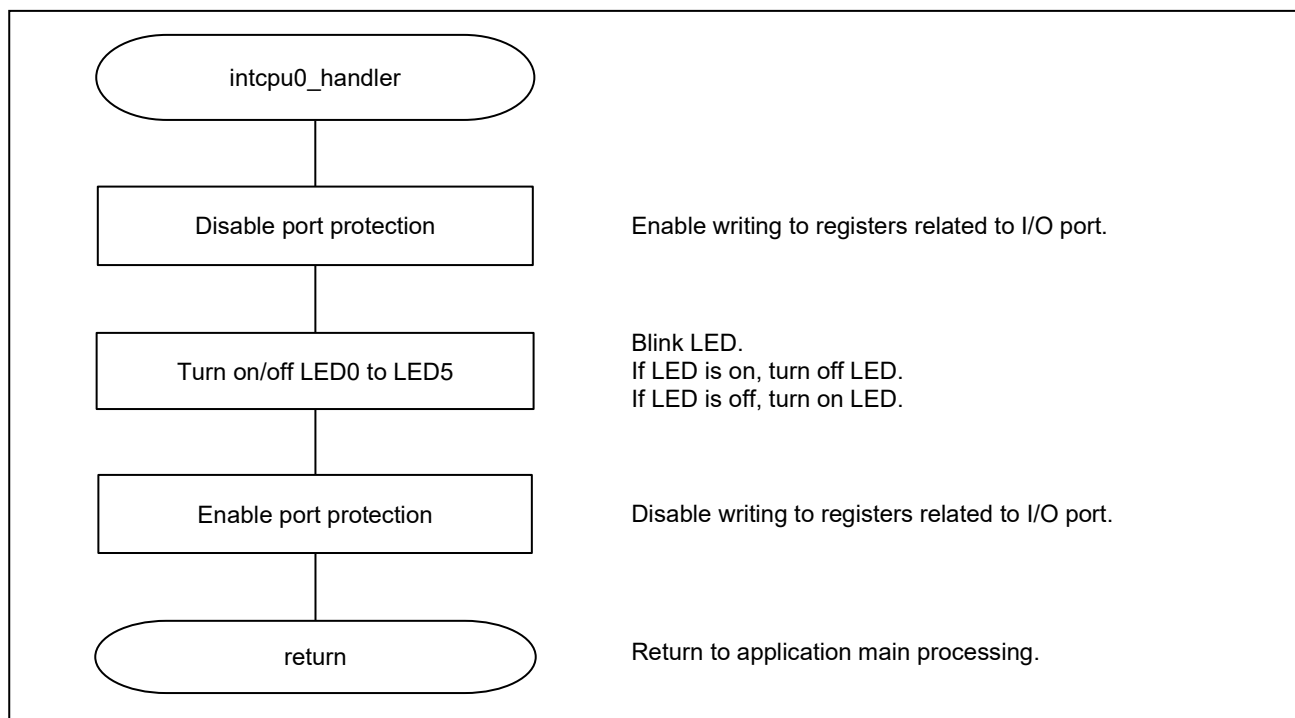 intcpu0_handler
Disable port protection
Enable writing to registers related to I/O port.
Turn on/off LED0 to LED5
Blink LED.
If LED is on, turn off LED.
If LED is off, turn on LED.
Enable port protection
Disable writing to registers related to I/O port.
return
Return to application main processing.